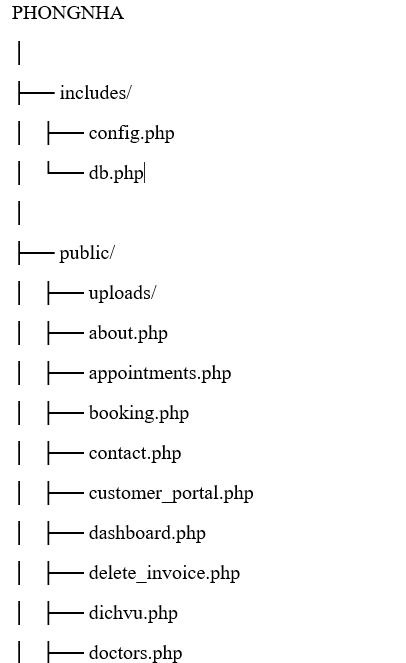 PHONGNHA
│
├── includes/
│   ├── config.php
│   └── db.php
│
├── public/
│   ├── uploads/
│   ├── about.php
│   ├── appointments.php
│   ├── booking.php
│   ├── contact.php
│   ├── customer_portal.php
│   ├── dashboard.php
│   ├── delete_invoice.php
│   ├── dichvu.php
│   ├── doctors.php